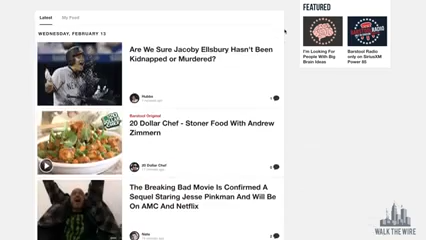 Latest My Feed
FEATURED
WEDNESDAY, FEBRUARY 13
Are We Sure Jacoby Ellsbury Hasn't Been
Kidnapped or Murdered?
Hubbs
I'm Looking For
People With Big
Brain Ideas
Barstool Radio
only on SiriusXM
Power 85
Barstool Original
20 Dollar Chef - Stoner Food With Andrew
Zimmern
20 Dollar Chef
The Breaking Bad Movie Is Confirmed A
Sequel Staring Jesse Pinkman And Will Be
On AMC And Netflix
Nate
WALK THE WIRE